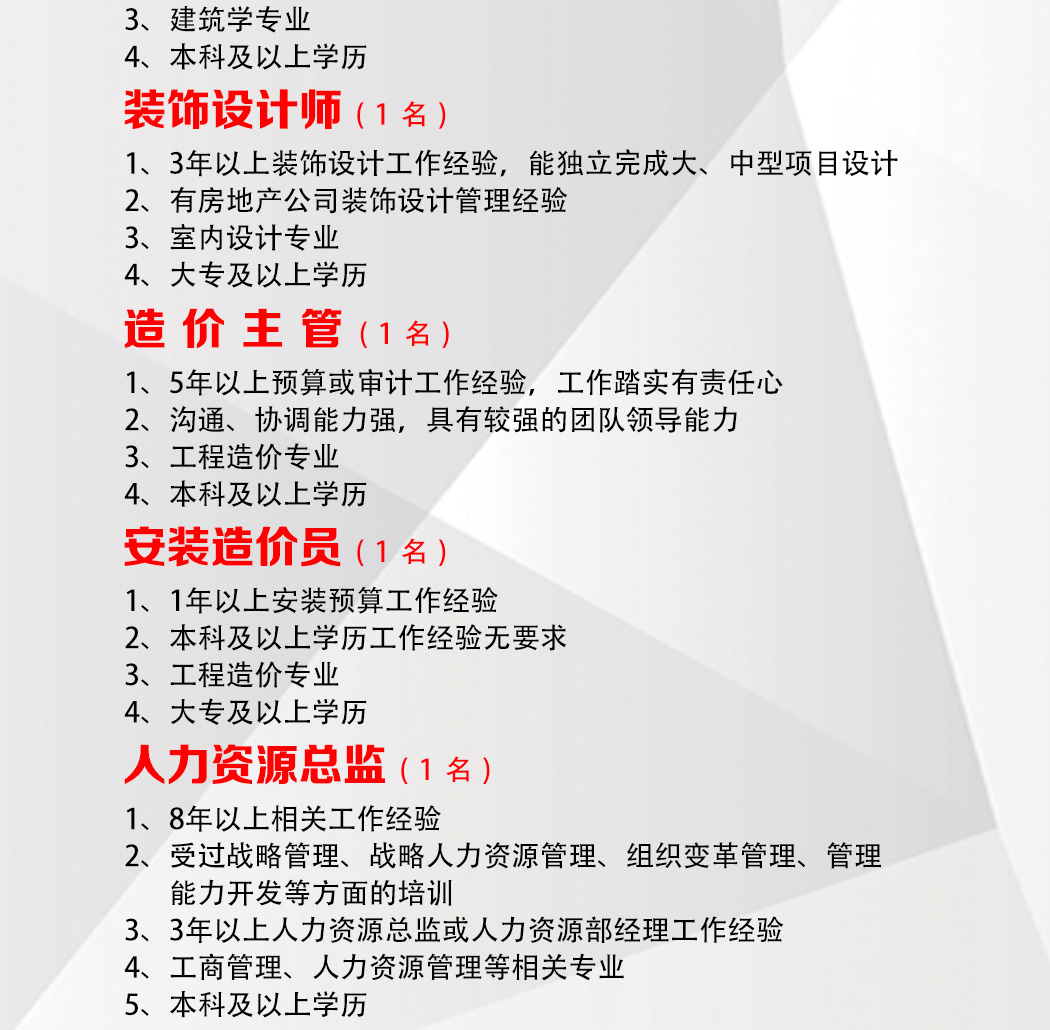 3、建筑学专业
4、本科及以上学历
装饰设计师（1 名）
1、3年以上装饰设计工作经验，能独立完成大、中型项目设计
2、有房地产公司装饰设计管理经验
3、室内设计专业
4、大专及以上学历
造 价 主 管（1 名）
1、5年以上预算或审计工作经验，工作踏实有责任心
2、沟通、协调能力强，具有较强的团队领导能力
3、工程造价专业
4、本科及以上学历
安装造价员（1 名）
1、1年以上安装预算工作经验
2、本科及以上学历工作经验无要求
3、工程造价专业
4、大专及以上学历
人力资源总监（1 名）
1、8年以上相关工作经验
2、受过战略管理、战略人力资源管理、组织变革管理、管理
能力开发等方面的培训
3、3年以上人力资源总监或人力资源部经理工作经验
4、工商管理、人力资源管理等相关专业
5、本科及以上学历